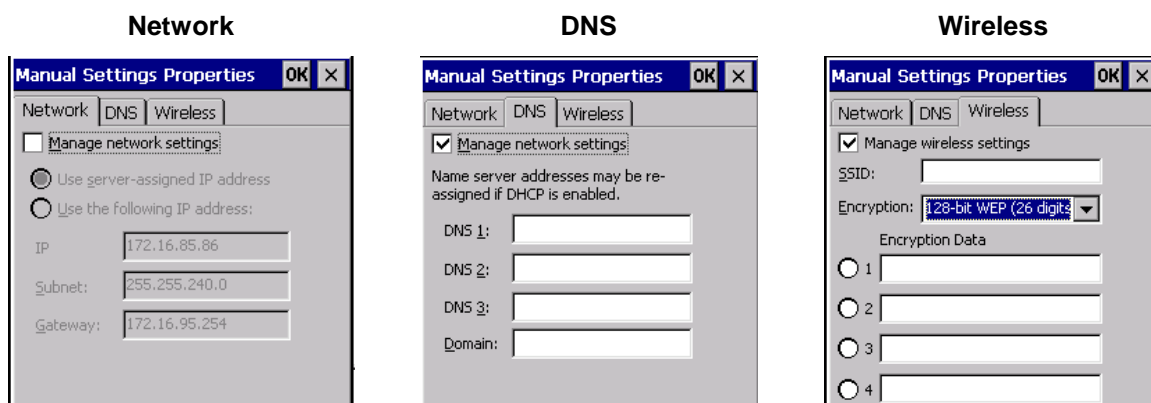 Network
Manual Settings Properties OK ×
Network DNS Wireless
Manage network settings
Use server-assigned IP address
Use the following IP address:
IP 172.16.85.86
Subnet: 255.255.240.0
Gateway: 172.16.95.254
DNS
Manual Settings Properties OK ×
Network DNS Wireless
Manage network settings
Name server addresses may be re-
assigned if DHCP is enabled.
DNS 1:
DNS 2:
DNS 3:
Domain:
Wireless
Manual Settings Properties OK ×
Network DNS Wireless
Manage wireless settings
SSID:
Encryption: 128-bit WEP (26 digits
Encryption Data
1
2
3
4